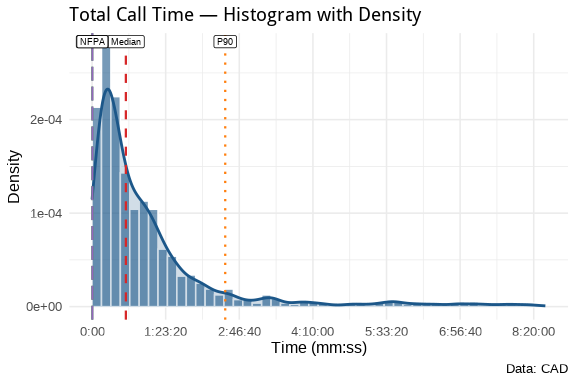 Total Call Time — Histogram with Density
NFPA
Median
P90
Density
2e-04
1e-04
0e+00
0:00
1:23:20
2:46:40
4:10:00
5:33:20
6:56:40
8:20:00
Time (mm:ss)
Data: CAD